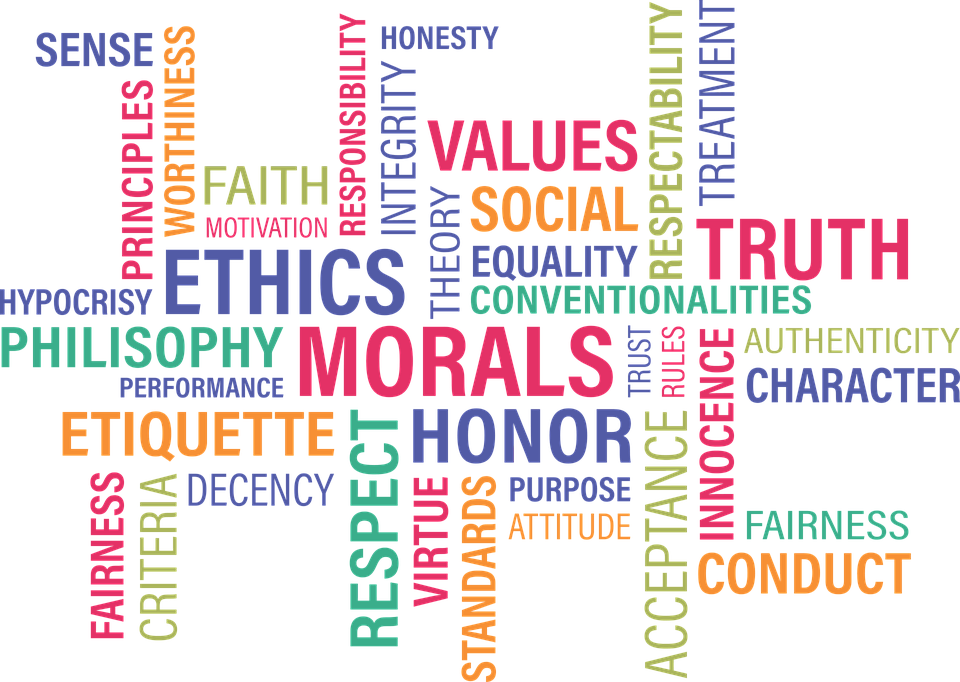 SENSE
PRINCIPLES
WORTHINESS
FAITH
MOTIVATION
RESPONSIBILITY
HONESTY
INTEGRITY
VALUES
THEORY
SOCIAL
EQUALITY
CONVENTIONALITIES
RESPECTABILITY
TREATMENT
TRUTH
HYPOCRISY
ETHICS
PHILISOPHY
PERFORMANCE
MORALS
TRUST
RULES
INNOCENCE
AUTHENTICITY
CHARACTER
ETIQUETTE
RESPECT
HONOR
FAIRNESS
CRITERIA
DECENCY
VIRTUE
STANDARDS
PURPOSE
ATTITUDE
ACCEPTANCE
FAIRNESS
CONDUCT